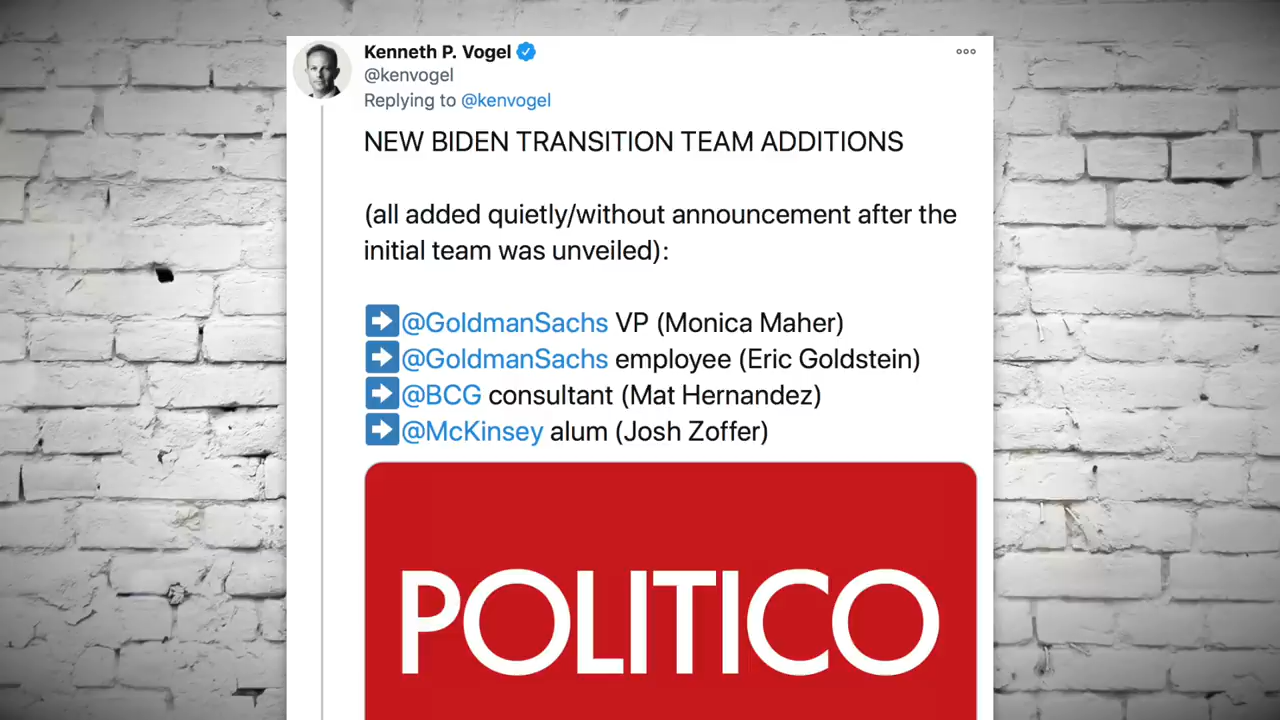 Kenneth P. Vogel
@kenvogel
Replying to @kenvogel
NEW BIDEN TRANSITION TEAM ADDITIONS
(all added quietly/without announcement after the
initial team was unveiled):
➡️@GoldmanSachs VP (Monica Maher)
➡️@GoldmanSachs employee (Eric Goldstein)
➡️@BCG consultant (Mat Hernandez)
➡️@McKinsey alum (Josh Zoffer)
POLITICO